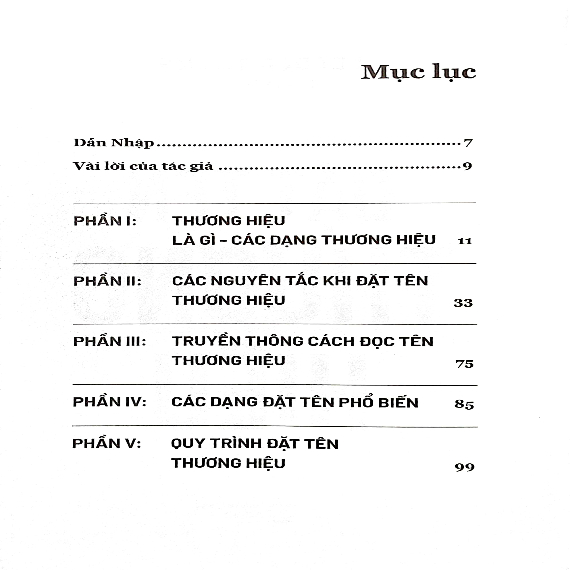 Mục lục
Dẫn Nhập....................................................7
Vài lời của tác giả ..........................................9
PHẦN I: THƯƠNG HIỆU
LÀ GÌ – CÁC DẠNG THƯƠNG HIỆU 11
PHẦN II: CÁC NGUYÊN TẮC KHI ĐẶT TÊN
THƯƠNG HIỆU 33
PHẦN III: TRUYỀN THÔNG CÁCH ĐỌC TÊN
THƯƠNG HIỆU 75
PHẦN IV: CÁC DẠNG ĐẶT TÊN PHỔ BIẾN 85
PHẦN V: QUY TRÌNH ĐẶT TÊN
THƯƠNG HIỆU 99